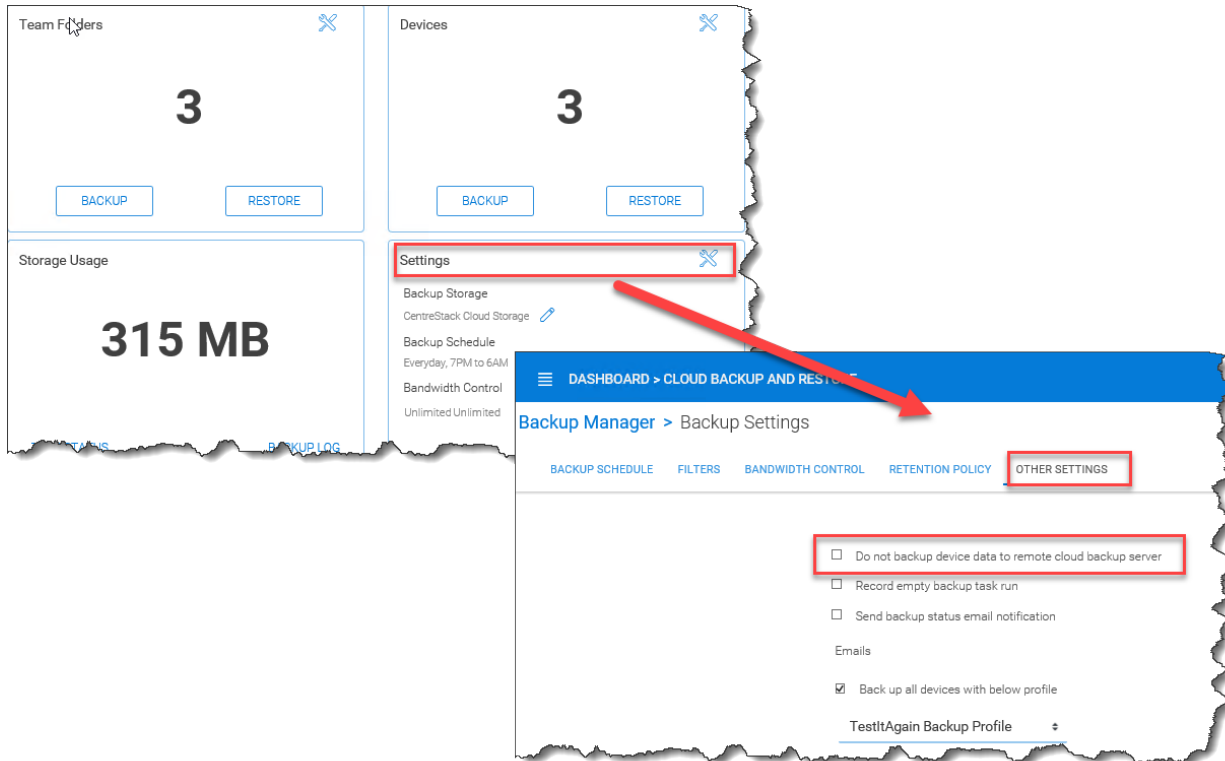 Team Folders
3
BACKUP
RESTORE
Devices
3
BACKUP
RESTORE
Storage Usage
315 MB
BACKUP LOG
Settings
Backup Storage
CentreStack Cloud Storage
Backup Schedule
Everyday, 7PM to 6AM
Bandwidth Control
Unlimited Unlimited
DASHBOARD > CLOUD BACKUP AND RESTORE
Backup Manager > Backup Settings
BACKUP SCHEDULE FILTERS BANDWIDTH CONTROL RETENTION POLICY OTHER SETTINGS
Do not backup device data to remote cloud backup server
Record empty backup task run
Send backup status email notification
Emails
Back up all devices with below profile
TestItAgain Backup Profile